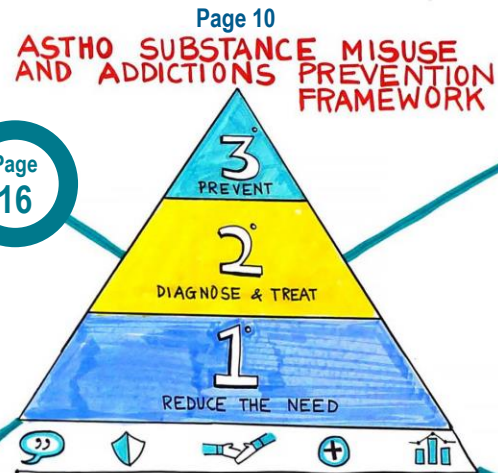 Page 10
ASTHO SUBSTANCE MISUSE
AND ADDICTIONS PREVENTION
FRAMEWORK
Page
16
3°
PREVENT
2°
DIAGNOSE & TREAT
1°
REDUCE THE NEED